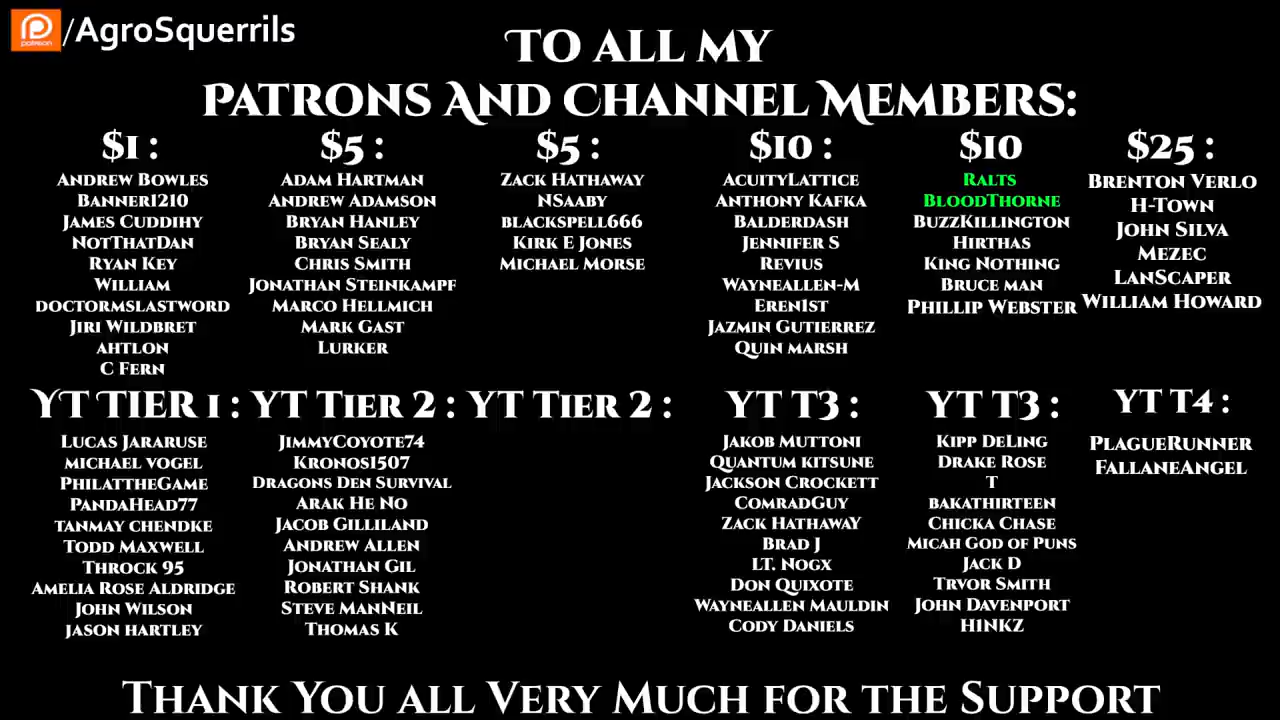 patreon
/AgroSquerrils
To all my
Patrons And Channel Members:
$1 :
Andrew Bowles
Banner1210
James Cuddihy
NotThatDan
Ryan Key
William
doctormslastword
Jiri Wildbret
ahtlon
C Fern
$5 :
Adam Hartman
Andrew Adamson
Bryan Hanley
Bryan Sealy
Chris Smith
Jonathan Steinkampf
Marco Hellmich
Mark Gast
Lurker
$5 :
Zack Hathaway
NSaaby
blackspell666
Kirk E Jones
Michael Morse
$10 :
AcuityLattice
Anthony Kafka
Balderdash
Jennifer S
Revius
Wayneallen-M
Eren1st
Jazmin Gutierrez
Quin marsh
$10
Ralts
BloodThorne
BuzzKillington
Hirthas
King Nothing
Bruce man
Phillip Webster
$25 :
Brenton Verlo
H-Town
John Silva
Mezec
LanScaper
William Howard
YT Tier 1 :
Lucas Jararuse
michael vogel
PhilattheGame
PandaHead77
tanmay chendke
Todd Maxwell
Throck 95
Amelia Rose Aldridge
John Wilson
jason hartley
YT Tier 2 :
JimmyCoyote74
Kronos1507
Dragons Den Survival
Arak He No
Jacob Gilliland
Andrew Allen
Jonathan Gil
Robert Shank
Steve ManNeil
Thomas K
YT Tier 2 :
YT T3 :
Jakob Muttoni
Quantum kitsune
Jackson Crockett
ComradGuy
Zack HathawaY
Brad J
Lt. Nogx
Don Quixote
Wayneallen Mauldin
Cody Daniels
YT T3 :
Kipp DeLing
Drake Rose
T
bakathirteen
Chicka Chase
Micah God of Puns
Jack D
Trvor Smith
John Davenport
H1NKZ
YT T4 :
PlagueRunner
FallaneAngel
Thank You all Very Much for the Support